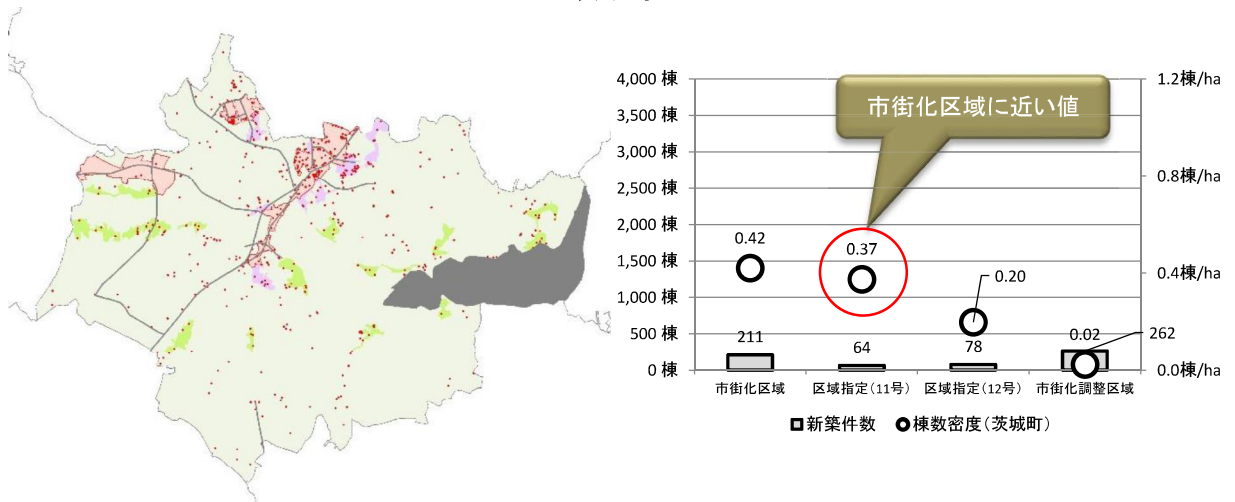 市街化区域に近い値
4,000 棟
3,500 棟
3,000 棟
2,500 棟
2,000 棟
1,500 棟
1,000 棟
500 棟
0 棟
1.2棟/ha
0.8棟/ha
0.4棟/ha
0.0棟/ha
0.42
0.37
0.20
0.02
211
64
78
262
市街化区域
区域指定(11号)
区域指定(12号)
市街化調整区域
新築件数
棟数密度(茨城町)